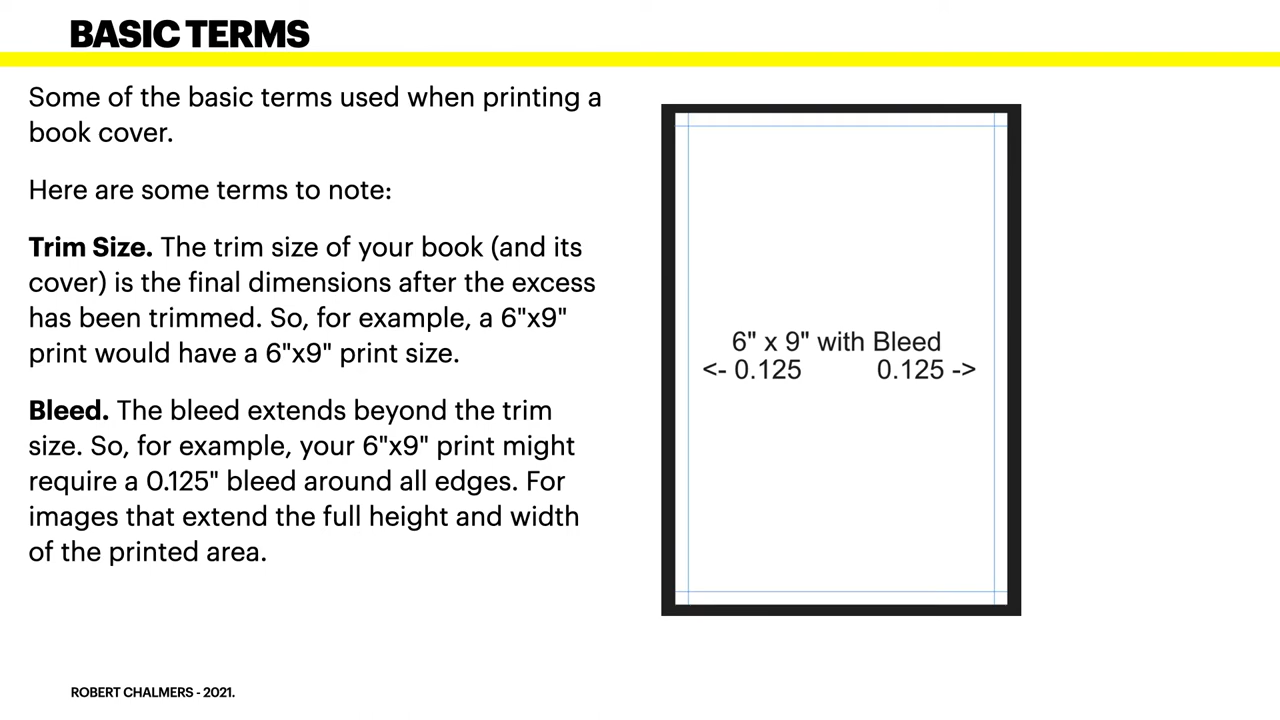 BASIC TERMS
Some of the basic terms used when printing a
book cover.
Here are some terms to note:
Trim Size. The trim size of your book (and its
cover) is the final dimensions after the excess
has been trimmed. So, for example, a 6"x9"
print would have a 6"x9" print size.
Bleed. The bleed extends beyond the trim
size. So, for example, your 6"x9" print might
require a 0.125" bleed around all edges. For
images that extend the full height and width
of the printed area.
6" x 9" with Bleed
<- 0.125 0.125 ->
ROBERT CHALMERS - 2021.